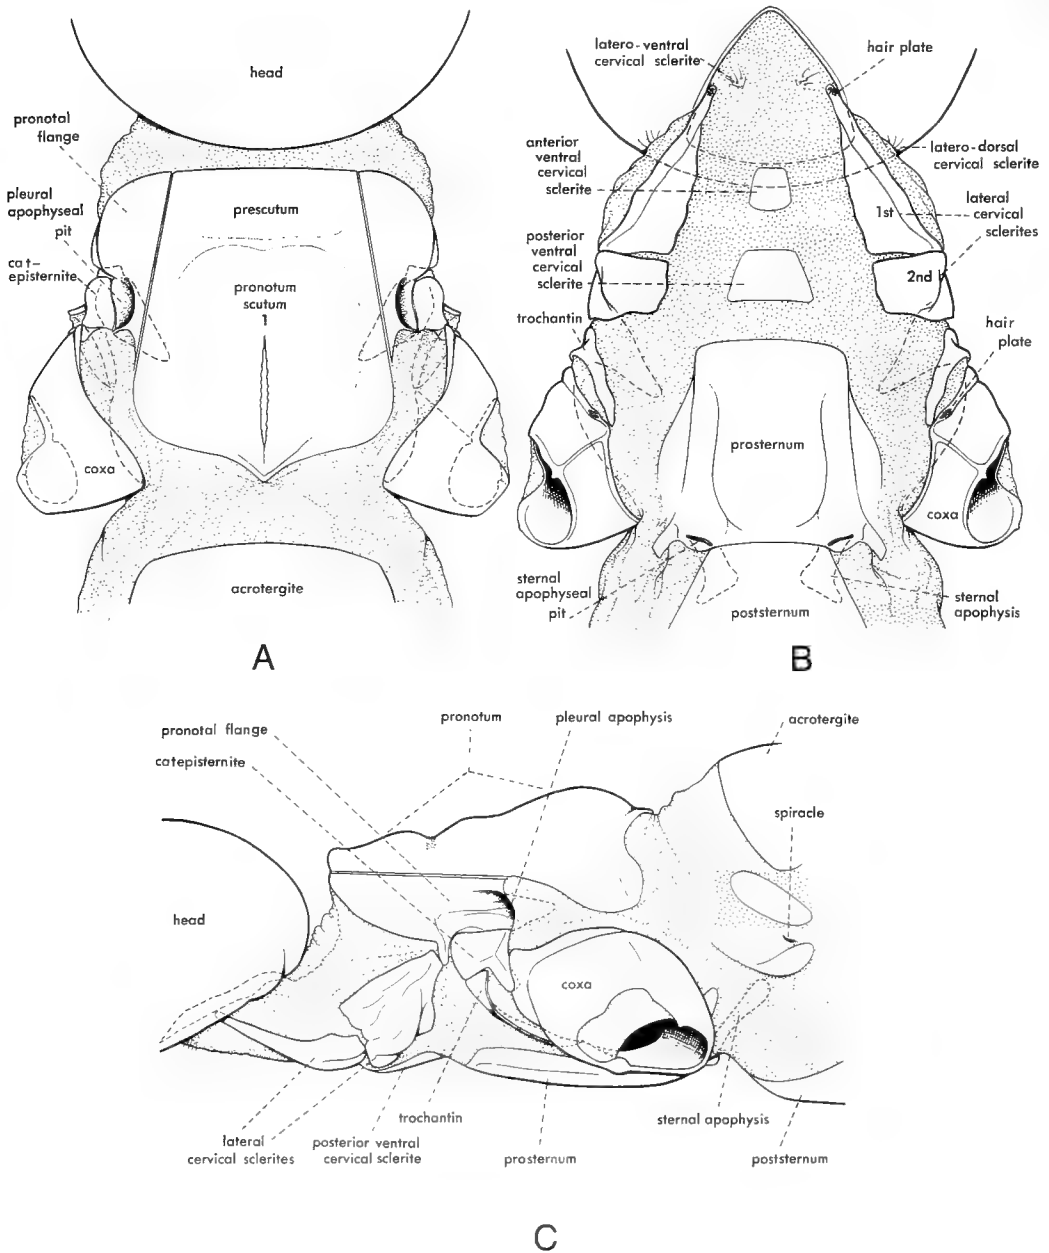 head
pronotal
flange
pleural
apophyseal
pit
cat-
episternite
prescutum
pronotum
scutum
1
coxa
acrotergite
A
latero-ventral
cervical sclerite
hair plate
anterior
ventral
cervical
sclerite
latero-dorsal
cervical sclerite
1st
lateral
cervical
sclerites
posterior
ventral
cervical
sclerite
2nd
trochantin
hair
plate
prosternum
coxa
sternal
apophyseal
pit
poststernum
sternal
apophysis
B
pronotal flange
catepisternite
pronotum
pleural apophysis
acrotergite
spiracle
head
coxa
trochantin
lateral
cervical sclerites
posterior ventral
cervical sclerite
prosternum
sternal apophysis
poststernum
C